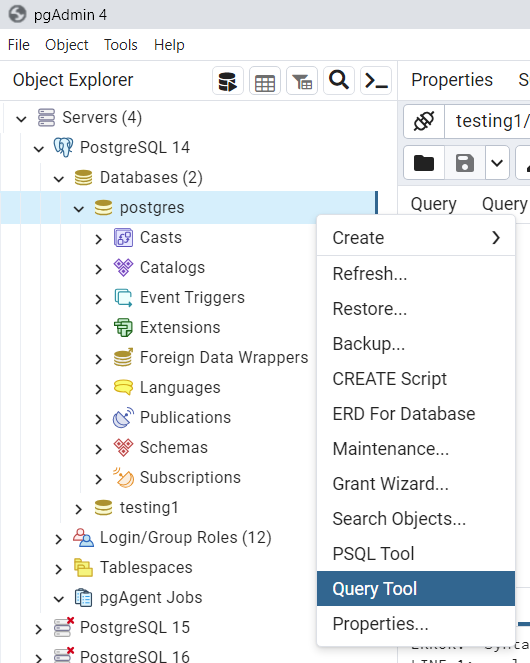 pgAdmin 4
File Object Tools Help
Object Explorer
Properties S
Servers (4)
testing1/
PostgreSQL 14
Databases (2)
postgres
Query Query
Casts
Create
Catalogs
Refresh...
Event Triggers
Restore...
Extensions
Backup...
Foreign Data Wrappers
CREATE Script
Languages
ERD For Database
Publications
Maintenance...
Schemas
Grant Wizard...
Subscriptions
Search Objects...
testing1
PSQL Tool
Login/Group Roles (12)
Query Tool
Tablespaces
Properties...
pgAgent Jobs
PostgreSQL 15
PostgreSQL 16